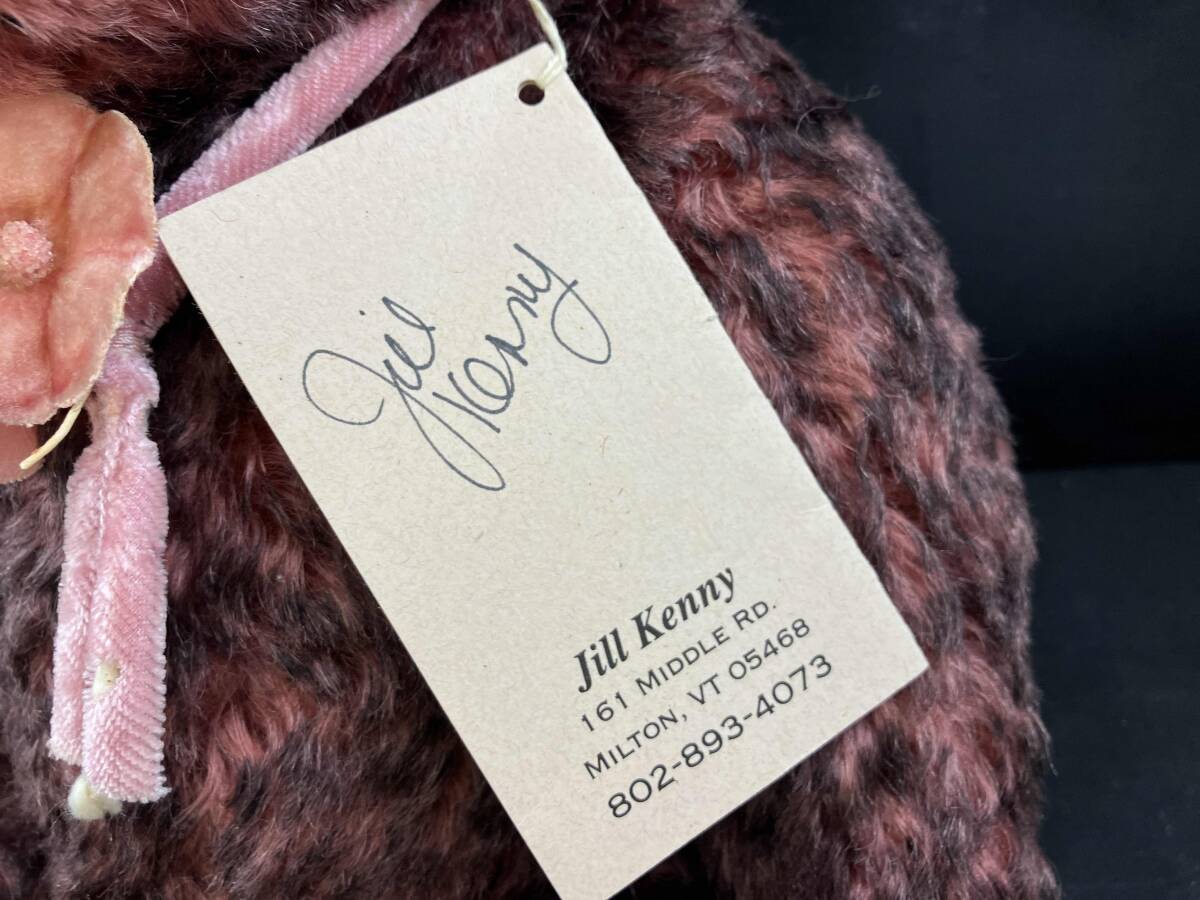 Jill
Kenny
Jill Kenny
161 MIDDLE RD.
MILTON, VT 05468
802-893-4073